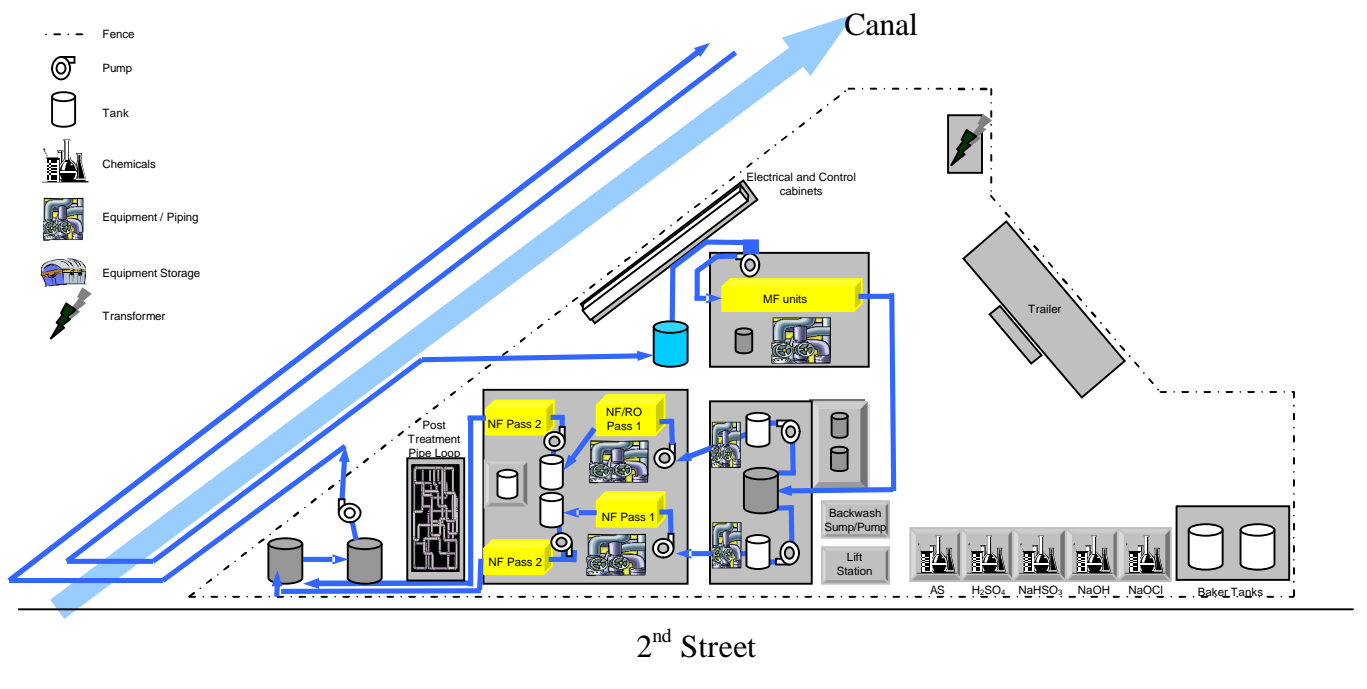 Canal
Fence
Pump
Tank
Chemicals
Equipment / Piping
Equipment Storage
Transformer
Electrical and Control
cabinets
MF units
Trailer
Post
Treatment
Pipe Loop
NF Pass 2
NF/RO
Pass 1
NF Pass 1
NF Pass 2
Backwash
Sump/Pump
Lift
Station
AS
H₂SO₄
NaHSO₃
NaOH
NaOCl
Baker Tanks
2nd Street